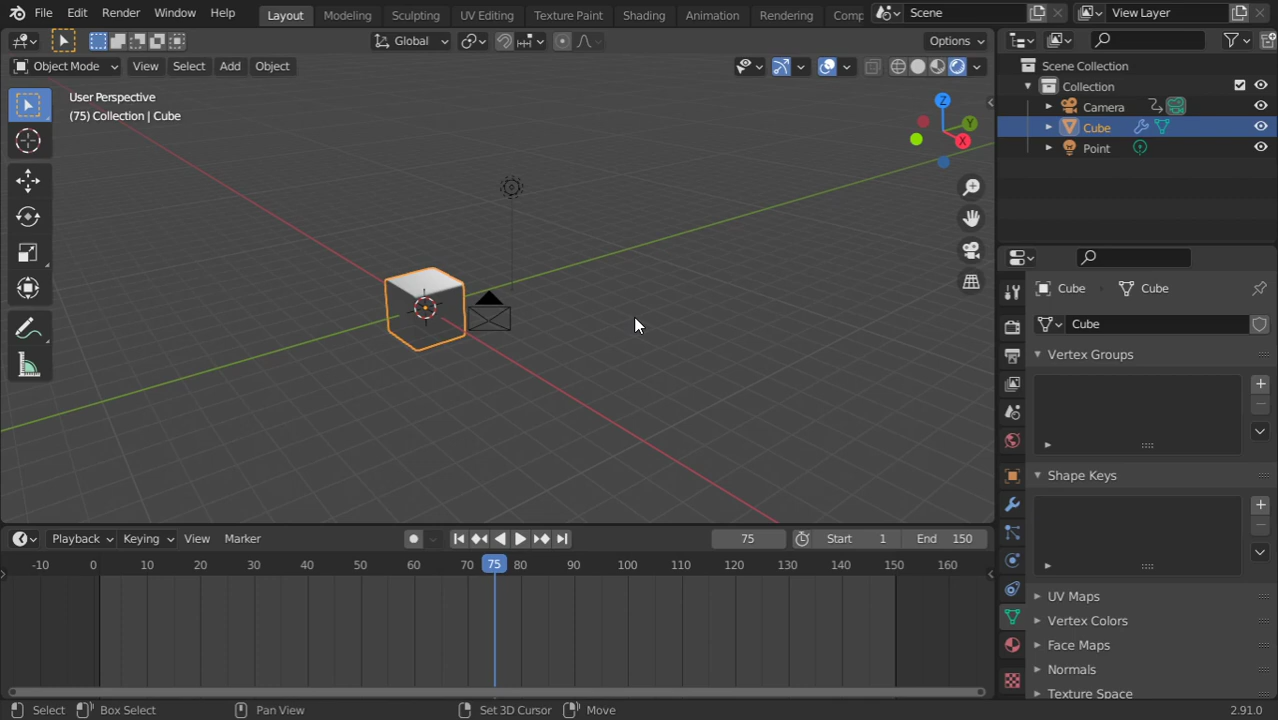 File Edit Render Window Help Layout Modeling Sculpting UV Editing Texture Paint Shading Animation Rendering Comp Scene View Layer
Global Options
Object Mode View Select Add Object
User Perspective
(75) Collection | Cube
Z
Y
X
Scene Collection
Collection
Camera
Cube
Point
Cube Cube
Cube
Vertex Groups
Shape Keys
UV Maps
Vertex Colors
Face Maps
Normals
Texture Space
Playback Keying View Marker 75 Start 1 End 150
-10 0 10 20 30 40 50 60 70 75 80 90 100 110 120 130 140 150 160
Select Box Select Pan View Set 3D Cursor Move 2.91.0